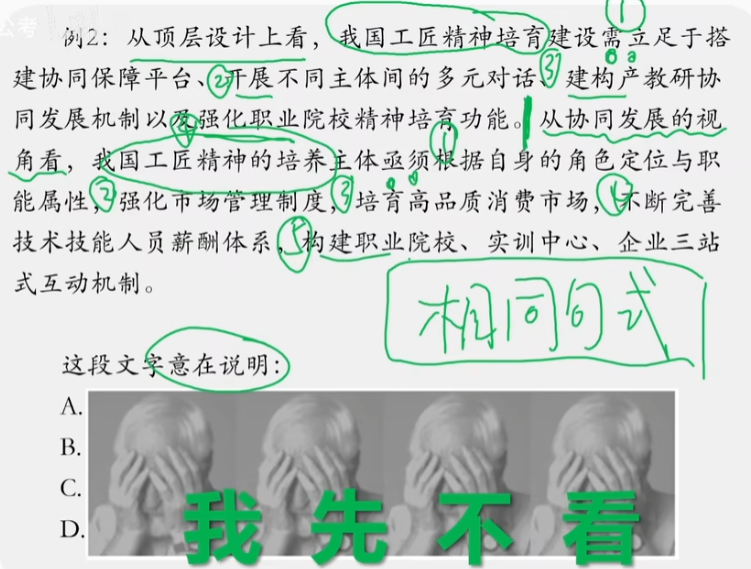 公考
①
例2：从顶层设计上看，我国工匠精神培育建设需立足于搭
建协同保障平台、②开展不同主体间的多元对话、③建构产教研协
同发展机制以及④强化职业院校精神培育功能。从协同发展的视
角看，我国工匠精神的培养主体亟须①根据自身的角色定位与职
能属性，②强化市场管理制度，③培育高品质消费市场，④不断完善
技术技能人员薪酬体系，⑤构建职业院校、实训中心、企业三站
式互动机制。
相同句式
这段文字意在说明：
A.
B.
C.
D.
我先不看